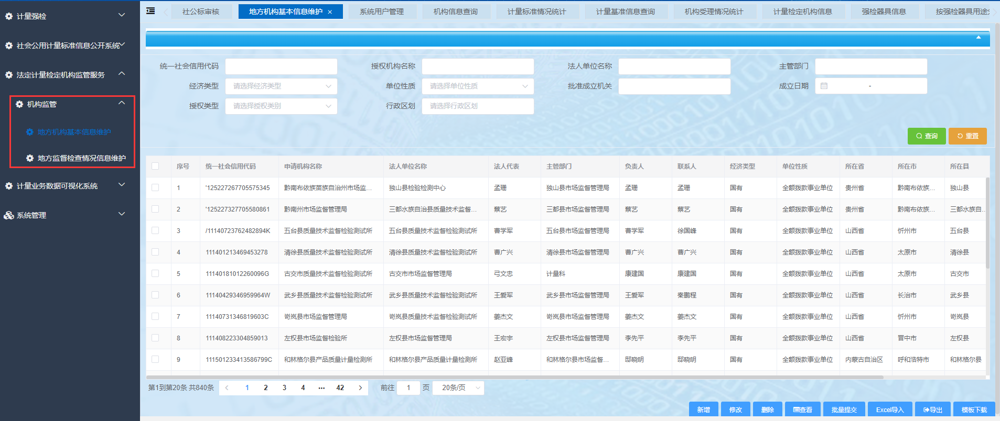 计量强检
社会公用计量标准信息公开系统
法定计量检定机构监管服务
机构监管
地方机构基本信息维护
地方监督检查情况信息维护
计量业务数据可视化系统
系统管理
社公标审核 地方机构基本信息维护 × 系统用户管理 机构信息查询 计量标准情况统计 计量基准信息查询 机构受理情况统计 计量检定机构信息 强检器具信息 按强检器具用途
统一社会信用代码 授权机构名称 法人单位名称 主管部门
经济类型 请选择经济类型 单位性质 请选择单位性质 批准成立机关 成立日期 -
授权类型 请选择授权类别 行政区划 请选择行政区划
查询 重置
序号 统一社会信用代码 申请机构名称 法人单位名称 法人代表 主管部门 负责人 联系人 经济类型 单位性质 所在省 所在市 所在县
1 '125227267705575345 黔南布依族苗族自治州市场监... 独山县检验检测中心 孟珊 独山县市场监督管理局 孟珊 孟珊 国有 全额拨款事业单位 贵州省 黔南布依族... 独山县
2 '125227327705580861 黔南州市场监督管理局 三都水族自治县质量技术监督... 蔡艺 三都县市场监督管理局 蔡艺 蔡艺 国有 全额拨款事业单位 贵州省 黔南布依族... 三都水族自...
3 /11140723762482894K 五台县质量技术监督检验测试所 五台县质量技术监督检验测试所 曹学军 五台县市场监督管理局 曹学军 徐国峰 国有 全额拨款事业单位 山西省 忻州市 五台县
4 111401213469453278 清徐县质量技术监督检验测试所 清徐县质量技术监督检验测试所 曹广兴 清徐县市场监督管理局 曹广兴 曹广兴 国有 全额拨款事业单位 山西省 太原市 清徐县
5 11140181012260096G 古交市质量技术监督检验测试所 古交市市场监督管理局 弓文忠 计量科 康建国 康建国 国有 全额拨款事业单位 山西省 太原市 古交市
6 11140429346959964W 武乡县质量技术监督检验测试所 武乡县质量技术监督检验测试所 王爱军 武乡县市场监督管理局 王爱军 秦鹏程 国有 全额拨款事业单位 山西省 长治市 武乡县
7 11140731346819603C 岢岚县市场监督管理局 岢岚县质量技术监督检验测试所 姜杰文 岢岚县市场监督管理局 姜杰文 姜杰文 国有 全额拨款事业单位 山西省 忻州市 岢岚县
8 111408223304859013 左权县市场监督检验所 左权县市场监督管理局 王宏宇 左权县市场监督管理局 李先平 李先平 国有 全额拨款事业单位 山西省 晋中市 左权县
9 111501233413586799C 和林格尔县产品质量计量检测所 和林格尔县产品质量计量检测所 赵亚峰 和林格尔县市场监督... 邸晓明 邸晓明 国有 全额拨款事业单位 内蒙古自治区 呼和浩特市 和林格尔县
第1到第20条 共840条 1 2 3 4 ... 42 前往 1 页 20条/页
新增 修改 删除 查看 批量提交 Excel导入 导出 模板下载